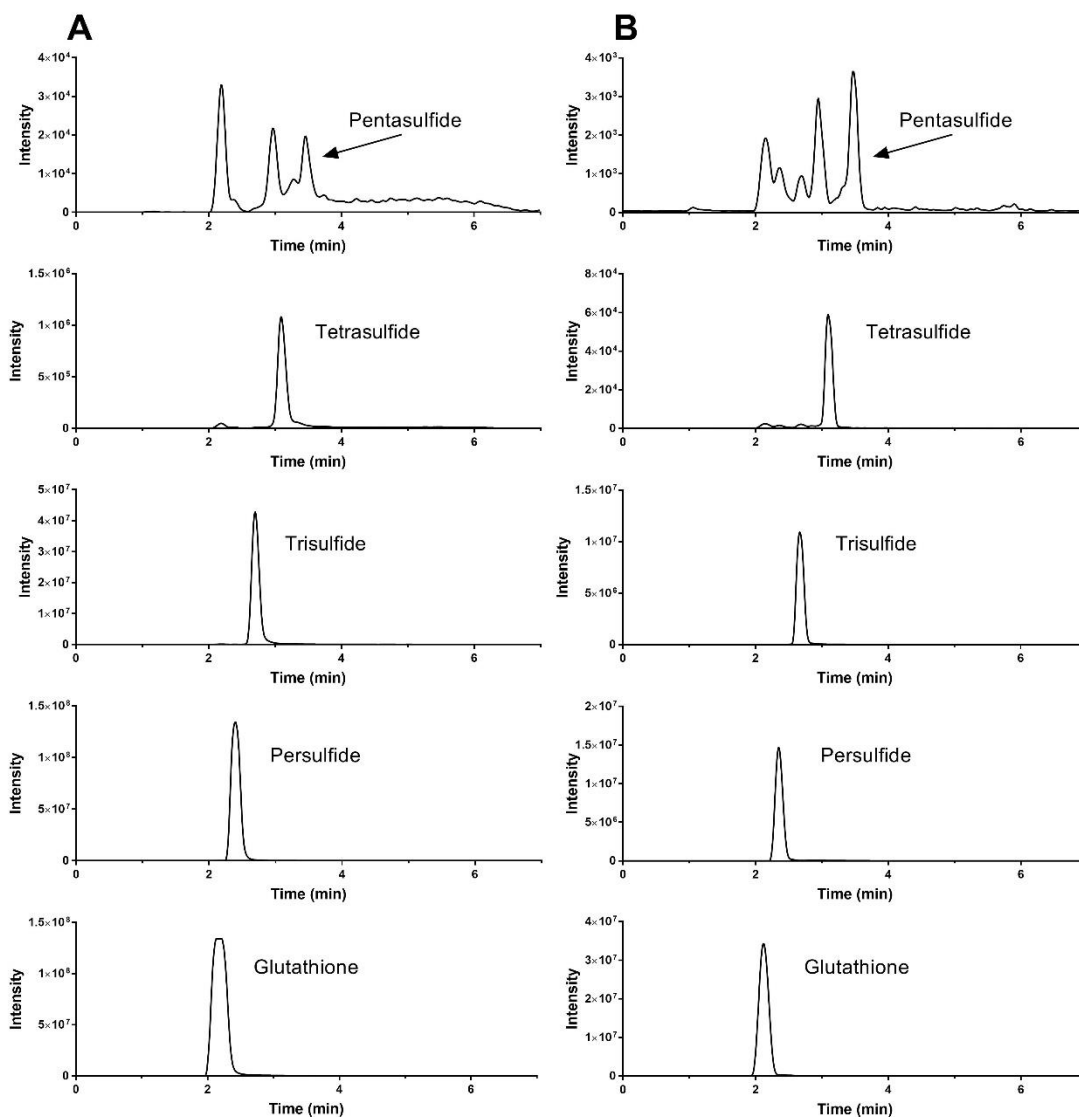 A
4×10⁴
3×10⁴
2×10⁴
1×10⁴
0
Intensity
Pentasulfide
0 2 4 6
Time (min)
B
4×10³
3×10³
2×10³
1×10³
0
Intensity
Pentasulfide
0 2 4 6
Time (min)
1.5×10⁶
1×10⁶
5×10⁵
0
Intensity
Tetrasulfide
0 2 4 6
Time (min)
8×10⁴
6×10⁴
4×10⁴
2×10⁴
0
Intensity
Tetrasulfide
0 2 4 6
Time (min)
5×10⁷
4×10⁷
3×10⁷
2×10⁷
1×10⁷
0
Intensity
Trisulfide
0 2 4 6
Time (min)
1.5×10⁷
1×10⁷
5×10⁶
0
Intensity
Trisulfide
0 2 4 6
Time (min)
1.5×10⁸
1×10⁸
5×10⁷
0
Intensity
Persulfide
0 2 4 6
Time (min)
2×10⁷
1.5×10⁷
1×10⁷
5×10⁶
0
Intensity
Persulfide
0 2 4 6
Time (min)
1.5×10⁸
1×10⁸
5×10⁷
0
Intensity
Glutathione
0 2 4 6
Time (min)
4×10⁷
3×10⁷
2×10⁷
1×10⁷
0
Intensity
Glutathione
0 2 4 6
Time (min)